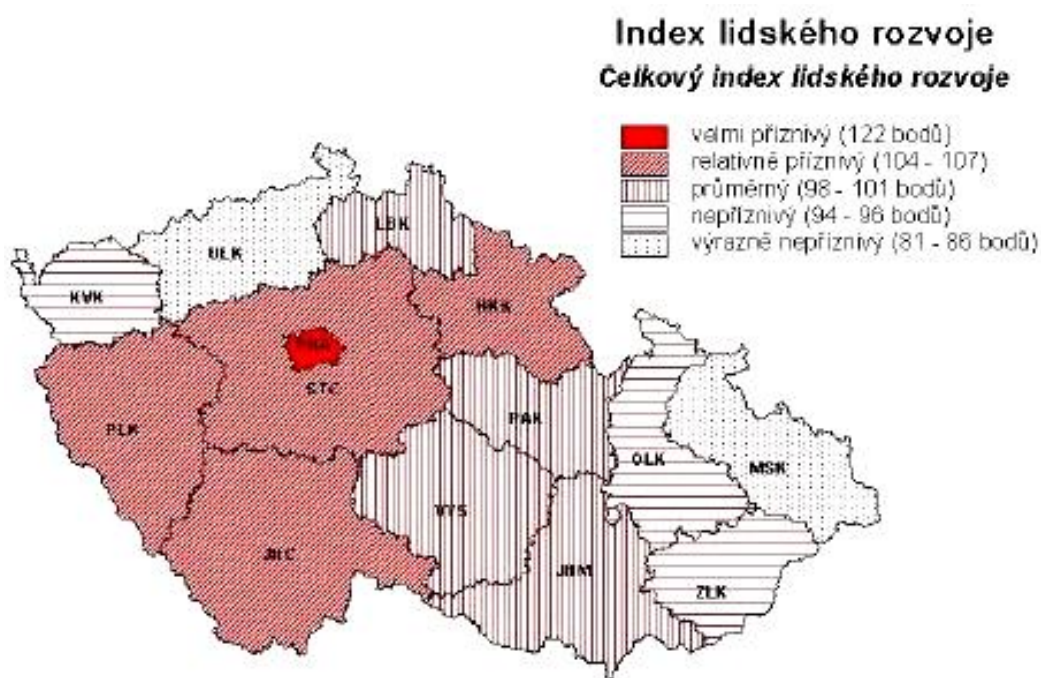 Index lidského rozvoje
Celkový index lidského rozvoje
velmi příznivý (122 bodů)
relativně příznivý (104 - 107)
průměrný (98 - 101 bodů)
nepříznivý (94 - 96 bodů)
výrazně nepříznivý (81 - 86 bodů)
LBK
ULK
KVK
HKK
STC
PLK
PAK
OLK
MSK
VYS
JHC
JHM
ZLK